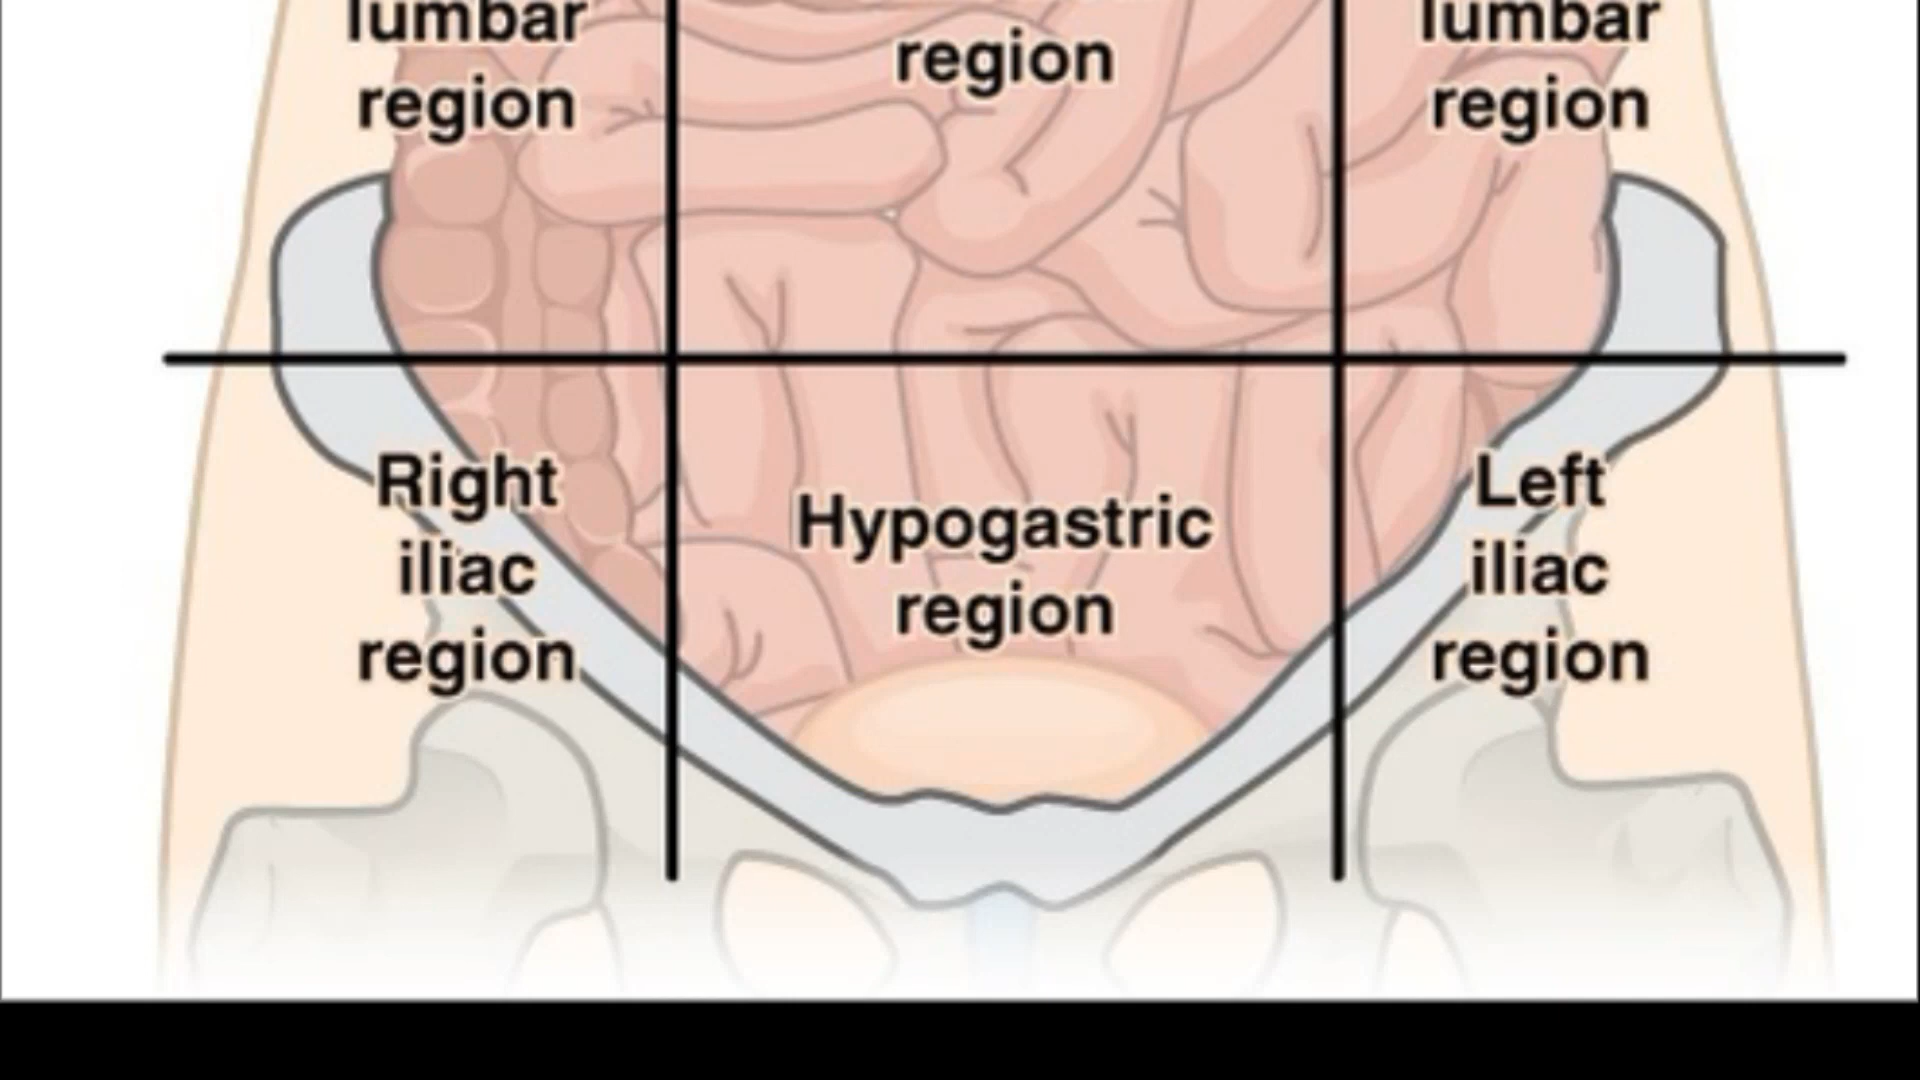 lumbar
region
region
lumbar
region
Right
iliac
region
Hypogastric
region
Left
iliac
region